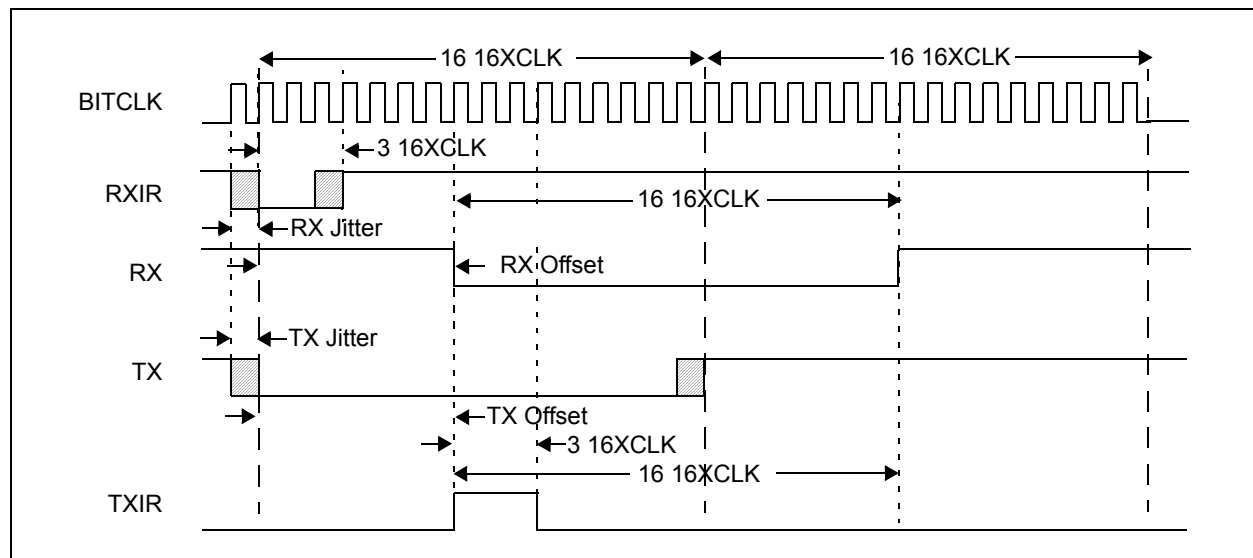 16 16XCLK
16 16XCLK
BITCLK
3 16XCLK
RXIR
16 16XCLK
RX Jitter
RX
RX Offset
TX Jitter
TX
TX Offset
3 16XCLK
16 16XCLK
TXIR